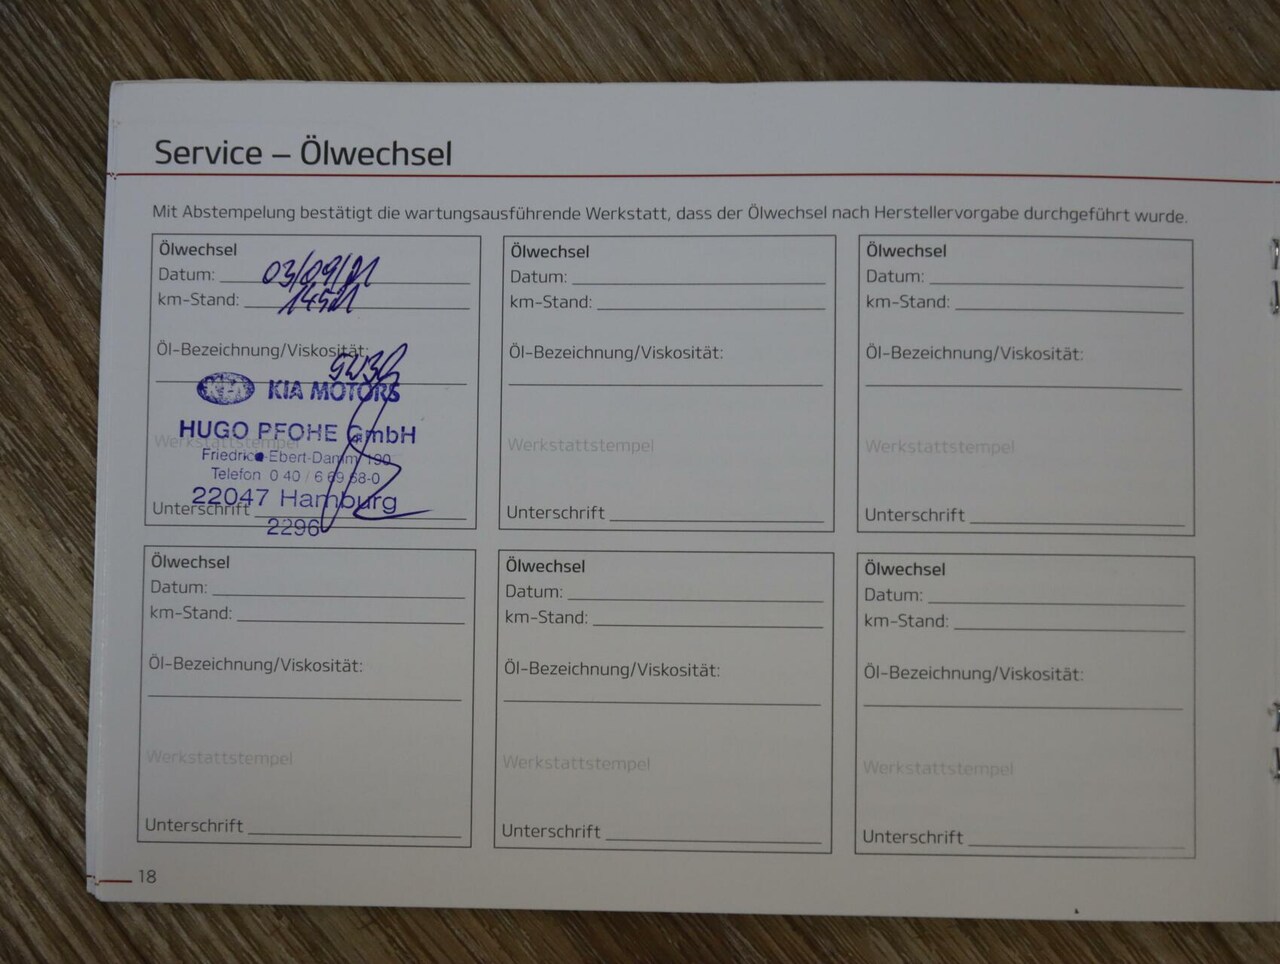 Service – Ölwechsel
Mit Abstempelung bestätigt die wartungsausführende Werkstatt, dass der Ölwechsel nach Herstellervorgabe durchgeführt wurde.
Ölwechsel
Datum: 03/09/21
km-Stand: 14521
Öl-Bezeichnung/Viskosität:
5W30
KIA KIA MOTORS
Werkstattstempel
HUGO PFOHE GmbH
Friedrich-Ebert-Damm 190
Telefon 0 40 / 6 69 68-0
22047 Hamburg
Unterschrift
2296
Ölwechsel
Datum:
km-Stand:
Öl-Bezeichnung/Viskosität:
Werkstattstempel
Unterschrift
Ölwechsel
Datum:
km-Stand:
Öl-Bezeichnung/Viskosität:
Werkstattstempel
Unterschrift
Ölwechsel
Datum:
km-Stand:
Öl-Bezeichnung/Viskosität:
Werkstattstempel
Unterschrift
Ölwechsel
Datum:
km-Stand:
Öl-Bezeichnung/Viskosität:
Werkstattstempel
Unterschrift
Ölwechsel
Datum:
km-Stand:
Öl-Bezeichnung/Viskosität:
Werkstattstempel
Unterschrift
18